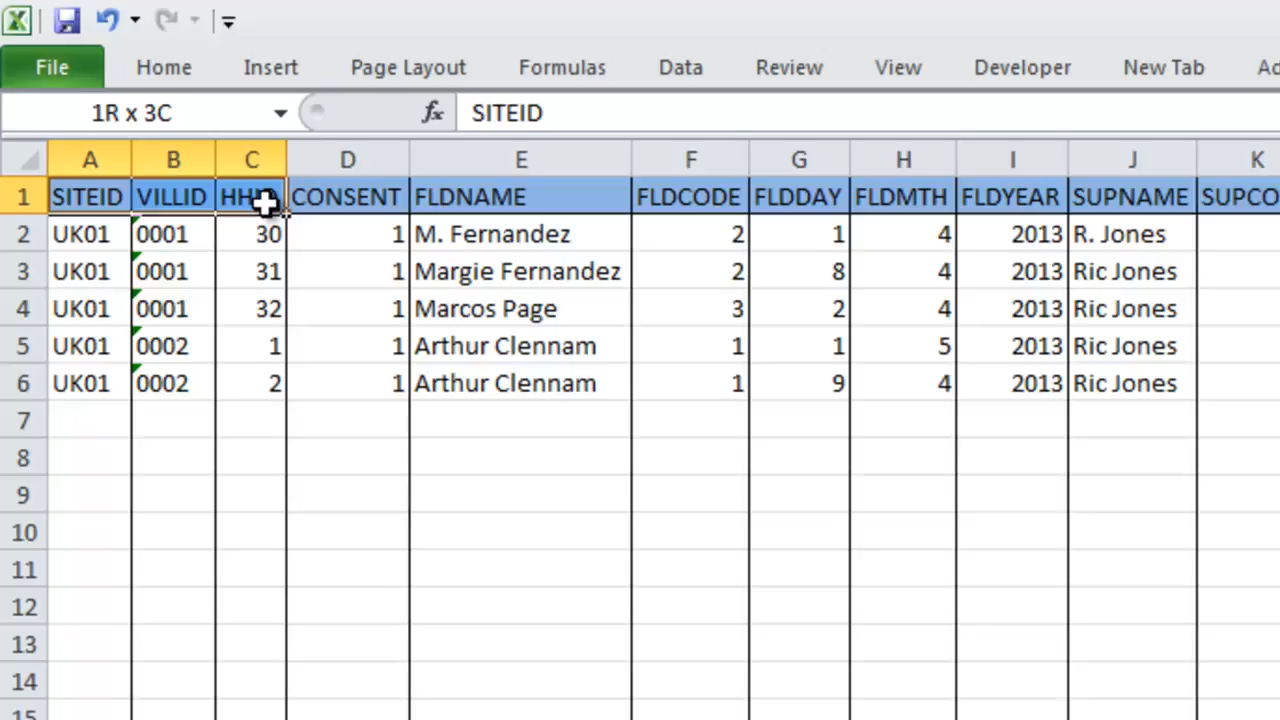 File Home Insert Page Layout Formulas Data Review View Developer New Tab Ad
1R x 3C fx SITEID
A B C D E F G H I J K
1 SITEID VILLID CONSENT FLDNAME FLDCODE FLDDAY FLDMTH FLDYEAR SUPNAME SUPCO
2 UK01 0001 30 1 M. Fernandez 2 1 4 2013 R. Jones
3 UK01 0001 31 1 Margie Fernandez 2 8 4 2013 Ric Jones
4 UK01 0001 32 1 Marcos Page 3 2 4 2013 Ric Jones
5 UK01 0002 1 1 Arthur Clennam 1 1 5 2013 Ric Jones
6 UK01 0002 2 1 Arthur Clennam 1 9 4 2013 Ric Jones
7
8
9
10
11
12
13
14
15